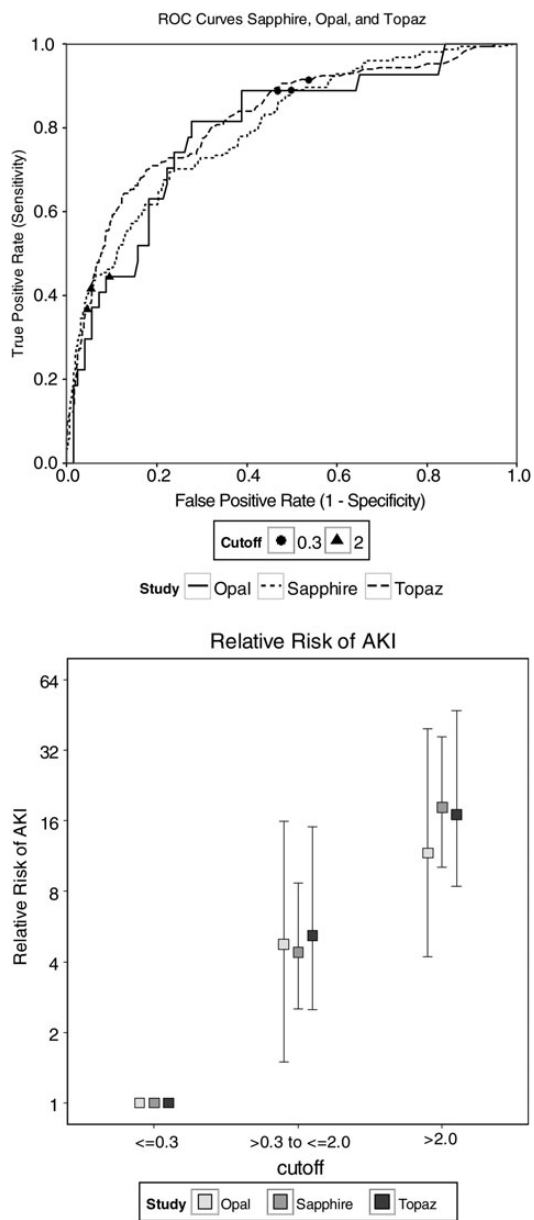 ROC Curves Sapphire, Opal, and Topaz
True Positive Rate (Sensitivity)
1.0
0.8
0.6
0.4
0.2
0.0
0.0 0.2 0.4 0.6 0.8 1.0
False Positive Rate (1 - Specificity)
Cutoff 0.3 2
Study Opal Sapphire Topaz
Relative Risk of AKI
Relative Risk of AKI
64
32
16
8
4
2
1
<=0.3 >0.3 to <=2.0 >2.0
cutoff
Study Opal Sapphire Topaz